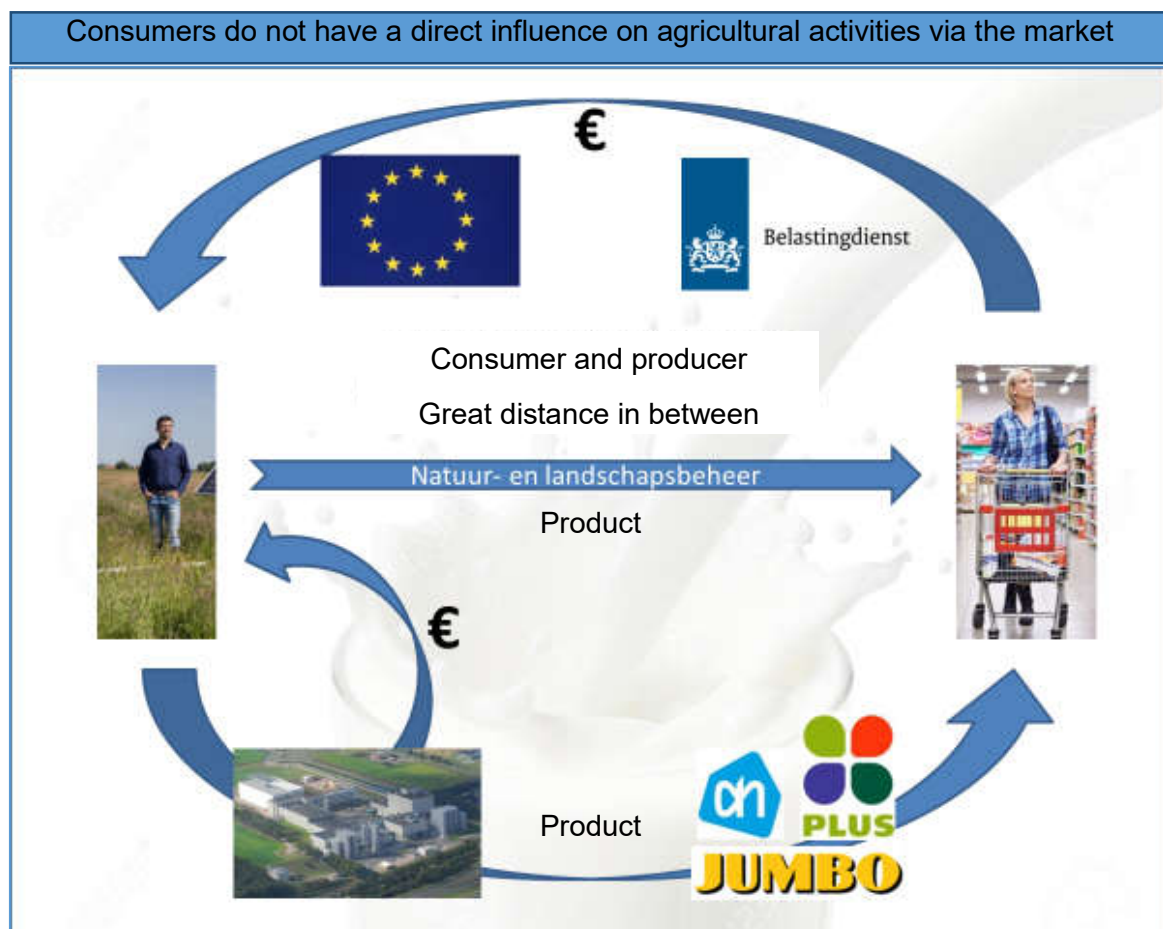 Consumers do not have a direct influence on agricultural activities via the market
€
Belastingdienst
Consumer and producer
Great distance in between
Natuur- en landschapsbeheer
Product
€
Product
ah
PLUS
JUMBO